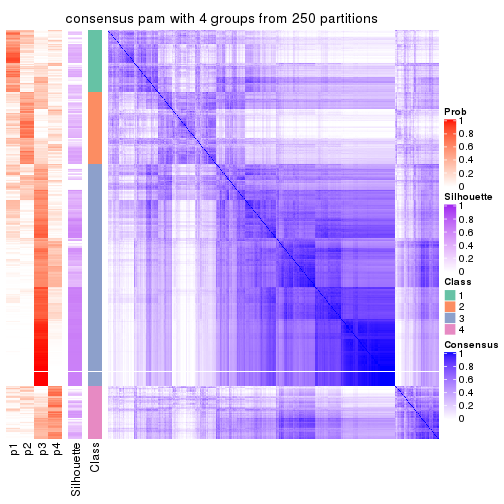 consensus pam with 4 groups from 250 partitions
Prob
1
0.8
0.6
0.4
0.2
0
Silhouette
1
0.8
0.6
0.4
0.2
0
Class
1
2
3
4
Consensus
1
0.8
0.6
0.4
0.2
0
p1
p2
p3
p4
Silhouette
Class